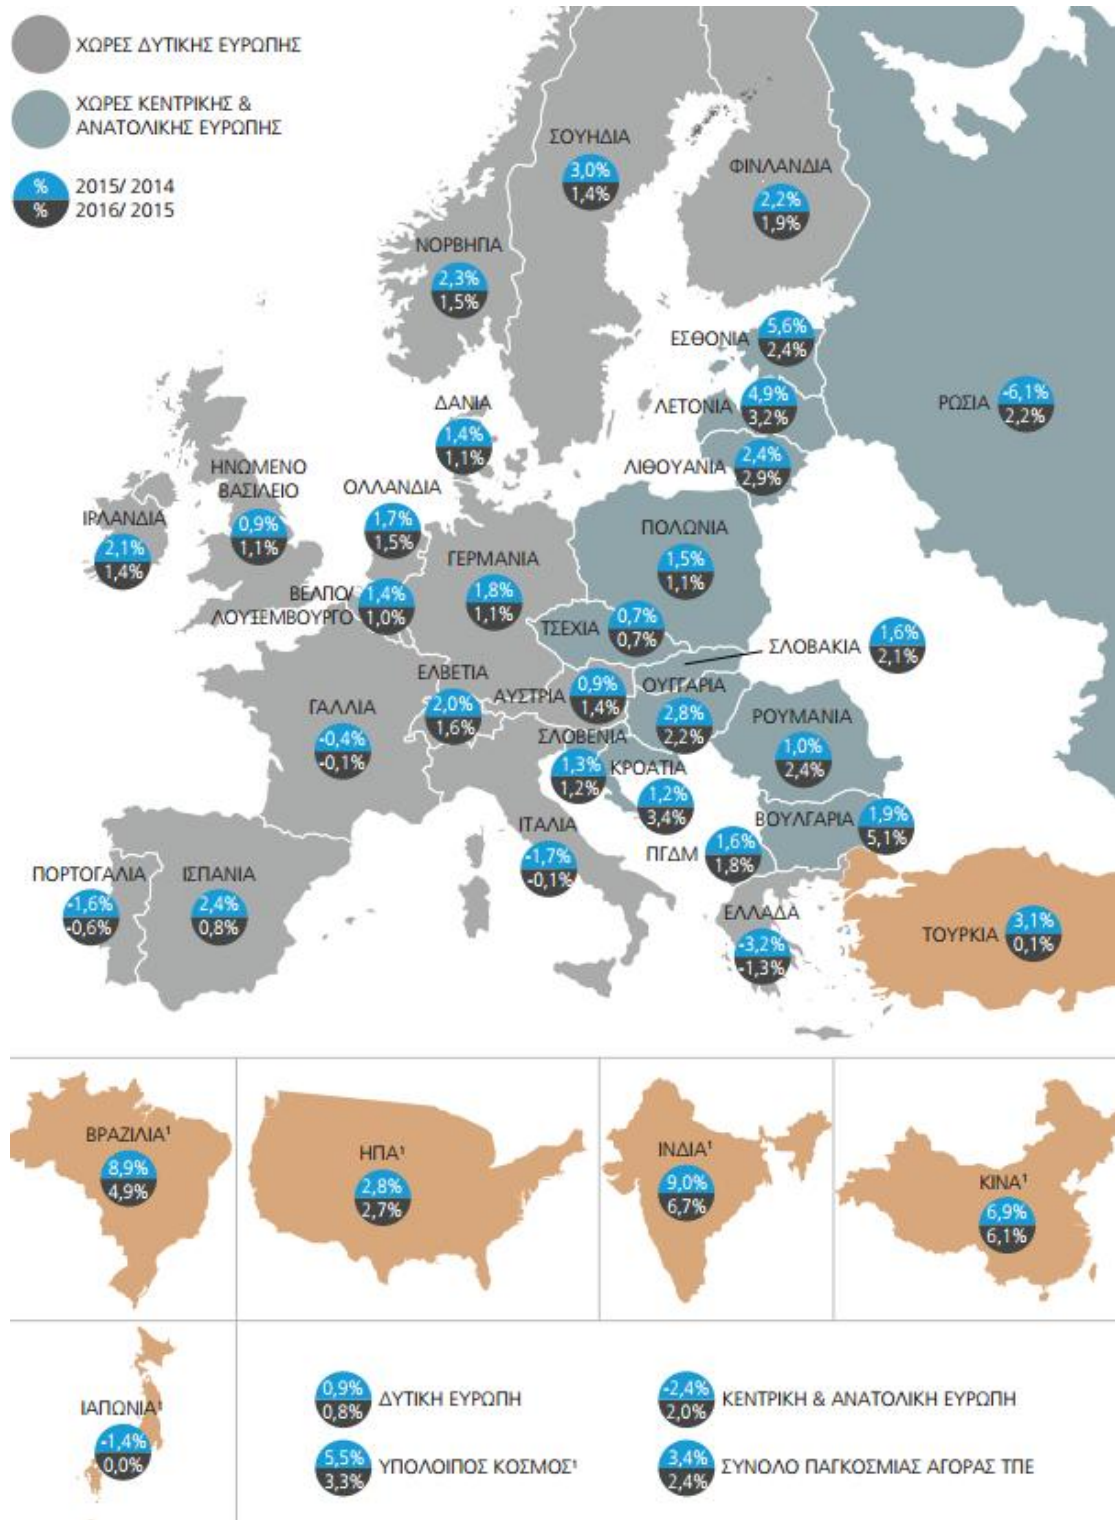 ΧΩΡΕΣ ΔΥΤΙΚΗΣ ΕΥΡΩΠΗΣ
ΧΩΡΕΣ ΚΕΝΤΡΙΚΗΣ &
ΑΝΑΤΟΛΙΚΗΣ ΕΥΡΩΠΗΣ
% 2015/ 2014
% 2016/ 2015
ΣΟΥΗΔΙΑ
3,0%
1,4%
ΦΙΝΛΑΝΔΙΑ
2,2%
1,9%
ΝΟΡΒΗΓΙΑ
2,3%
1,5%
ΕΣΘΟΝΙΑ
5,6%
2,4%
ΛΕΤΟΝΙΑ
4,9%
3,2%
ΡΩΣΙΑ
-6,1%
2,2%
ΔΑΝΙΑ
1,4%
1,1%
ΛΙΘΟΥΑΝΙΑ
2,4%
2,9%
ΗΝΩΜΕΝΟ
ΒΑΣΙΛΕΙΟ
0,9%
1,1%
ΟΛΛΑΝΔΙΑ
1,7%
1,5%
ΙΡΛΑΝΔΙΑ
2,1%
1,4%
ΠΟΛΩΝΙΑ
1,5%
1,1%
ΓΕΡΜΑΝΙΑ
1,8%
1,1%
ΒΕΛΓΙΟ/
ΛΟΥΞΕΜΒΟΥΡΓΟ
1,4%
1,0%
ΤΣΕΧΙΑ
0,7%
0,7%
ΣΛΟΒΑΚΙΑ
1,6%
2,1%
ΕΛΒΕΤΙΑ
2,0%
1,6%
ΑΥΣΤΡΙΑ
0,9%
1,4%
ΟΥΓΓΑΡΙΑ
2,8%
2,2%
ΓΑΛΛΙΑ
-0,4%
-0,1%
ΡΟΥΜΑΝΙΑ
1,0%
2,4%
ΣΛΟΒΕΝΙΑ
1,3%
1,2%
ΚΡΟΑΤΙΑ
1,2%
3,4%
ΒΟΥΛΓΑΡΙΑ
1,9%
5,1%
ΙΤΑΛΙΑ
-1,7%
-0,1%
ΠΓΔΜ
1,6%
1,8%
ΠΟΡΤΟΓΑΛΙΑ
-1,6%
-0,6%
ΙΣΠΑΝΙΑ
2,4%
0,8%
ΕΛΛΑΔΑ
-3,2%
-1,3%
ΤΟΥΡΚΙΑ
3,1%
0,1%
ΒΡΑΖΙΛΙΑ¹
8,9%
4,9%
ΗΠΑ¹
2,8%
2,7%
ΙΝΔΙΑ¹
9,0%
6,7%
ΚΙΝΑ¹
6,9%
6,1%
ΙΑΠΩΝΙΑ¹
-1,4%
0,0%
0,9%
0,8%
ΔΥΤΙΚΗ ΕΥΡΩΠΗ
-2,4%
2,0%
ΚΕΝΤΡΙΚΗ & ΑΝΑΤΟΛΙΚΗ ΕΥΡΩΠΗ
5,5%
3,3%
ΥΠΟΛΟΙΠΟΣ ΚΟΣΜΟΣ¹
3,4%
2,4%
ΣΥΝΟΛΟ ΠΑΓΚΟΣΜΙΑΣ ΑΓΟΡΑΣ ΤΠΕ